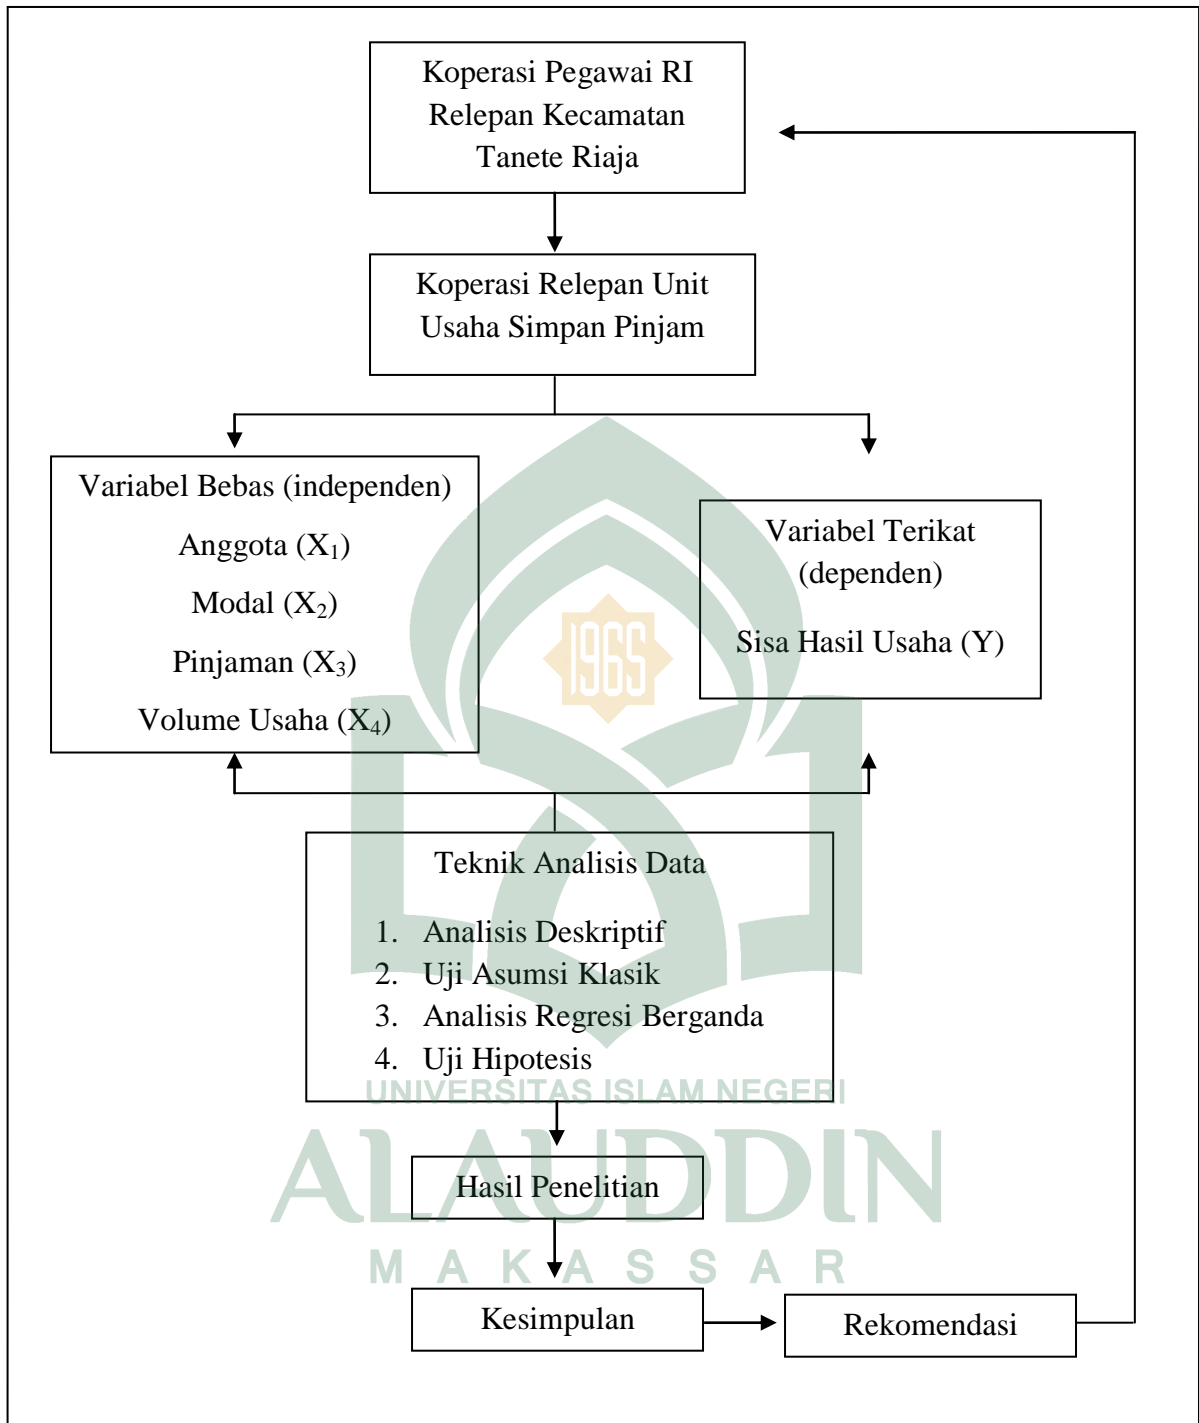 Koperasi Pegawai RI
Relepan Kecamatan
Tanete Riaja
Koperasi Relepan Unit
Usaha Simpan Pinjam
Variabel Bebas (independen)
Anggota (X₁)
Modal (X₂)
Pinjaman (X₃)
Volume Usaha (X₄)
Variabel Terikat
(dependen)
Sisa Hasil Usaha (Y)
1965
Teknik Analisis Data
1. Analisis Deskriptif
2. Uji Asumsi Klasik
3. Analisis Regresi Berganda
4. Uji Hipotesis
UNIVERSITAS ISLAM NEGERI
ALAUDDIN
MAKASSAR
Hasil Penelitian
Kesimpulan
Rekomendasi